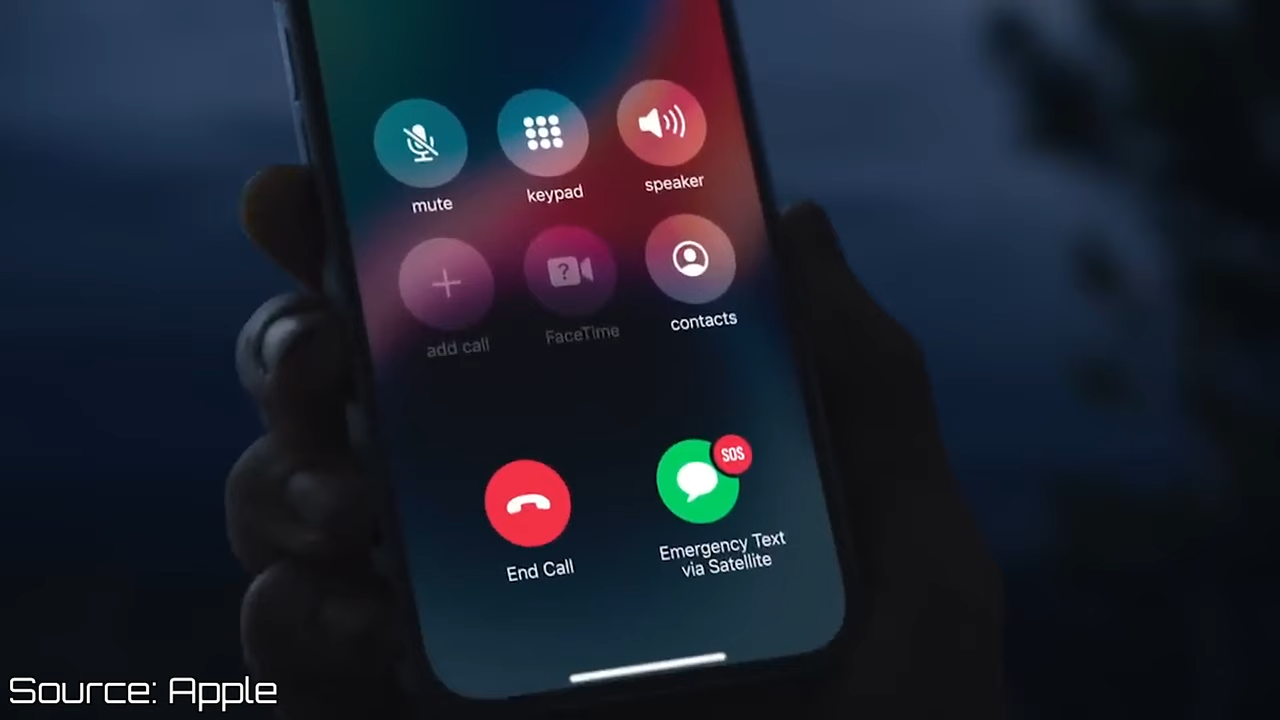 mute
keypad
speaker
add call
?
FaceTime
contacts
SOS
End Call
Emergency Text
via Satellite
Source: Apple